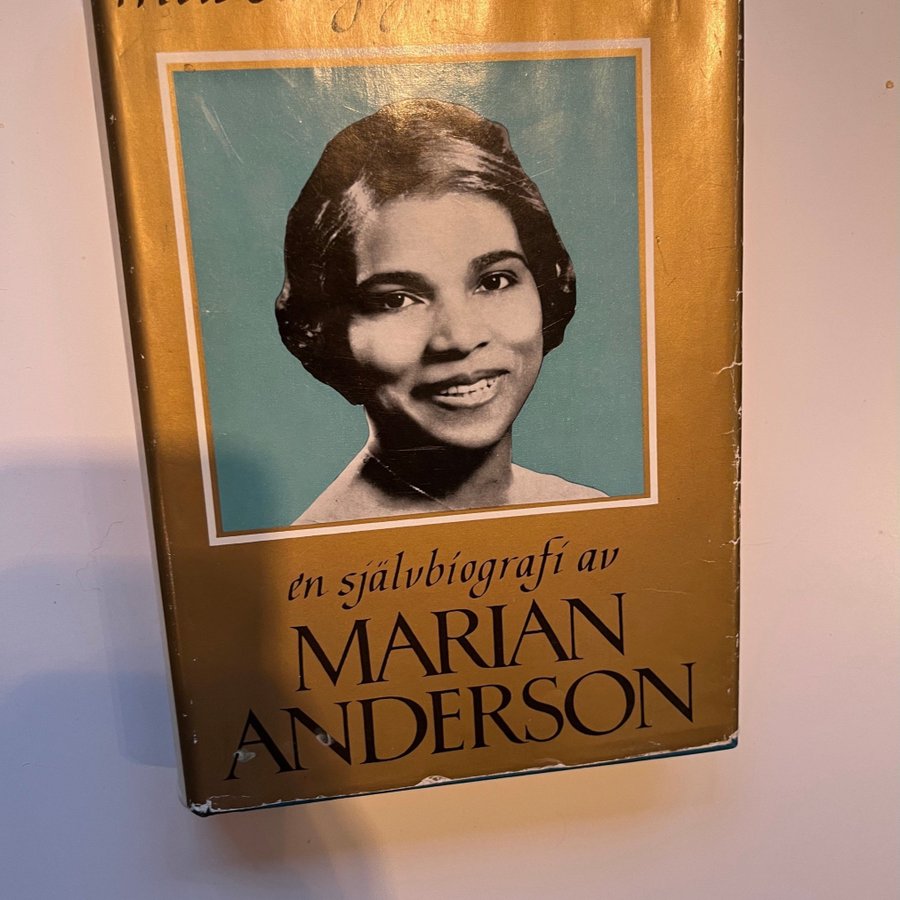 en självbiografi av
MARIAN
ANDERSON